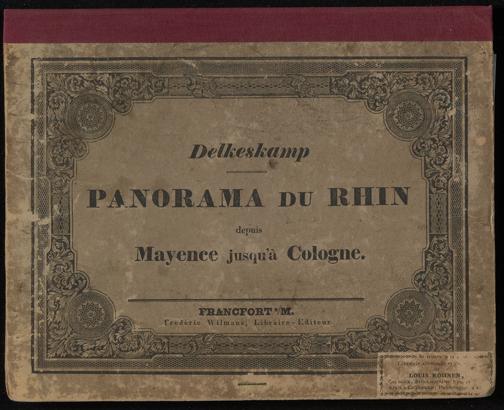 Delkeskamp
PANORAMA DU RHIN
depuis
Mayence jusqu'à Cologne.
FRANCFORT s/M.
Frédéric Wilmans, Libraire-Editeur
LOUIS KOHNEN,